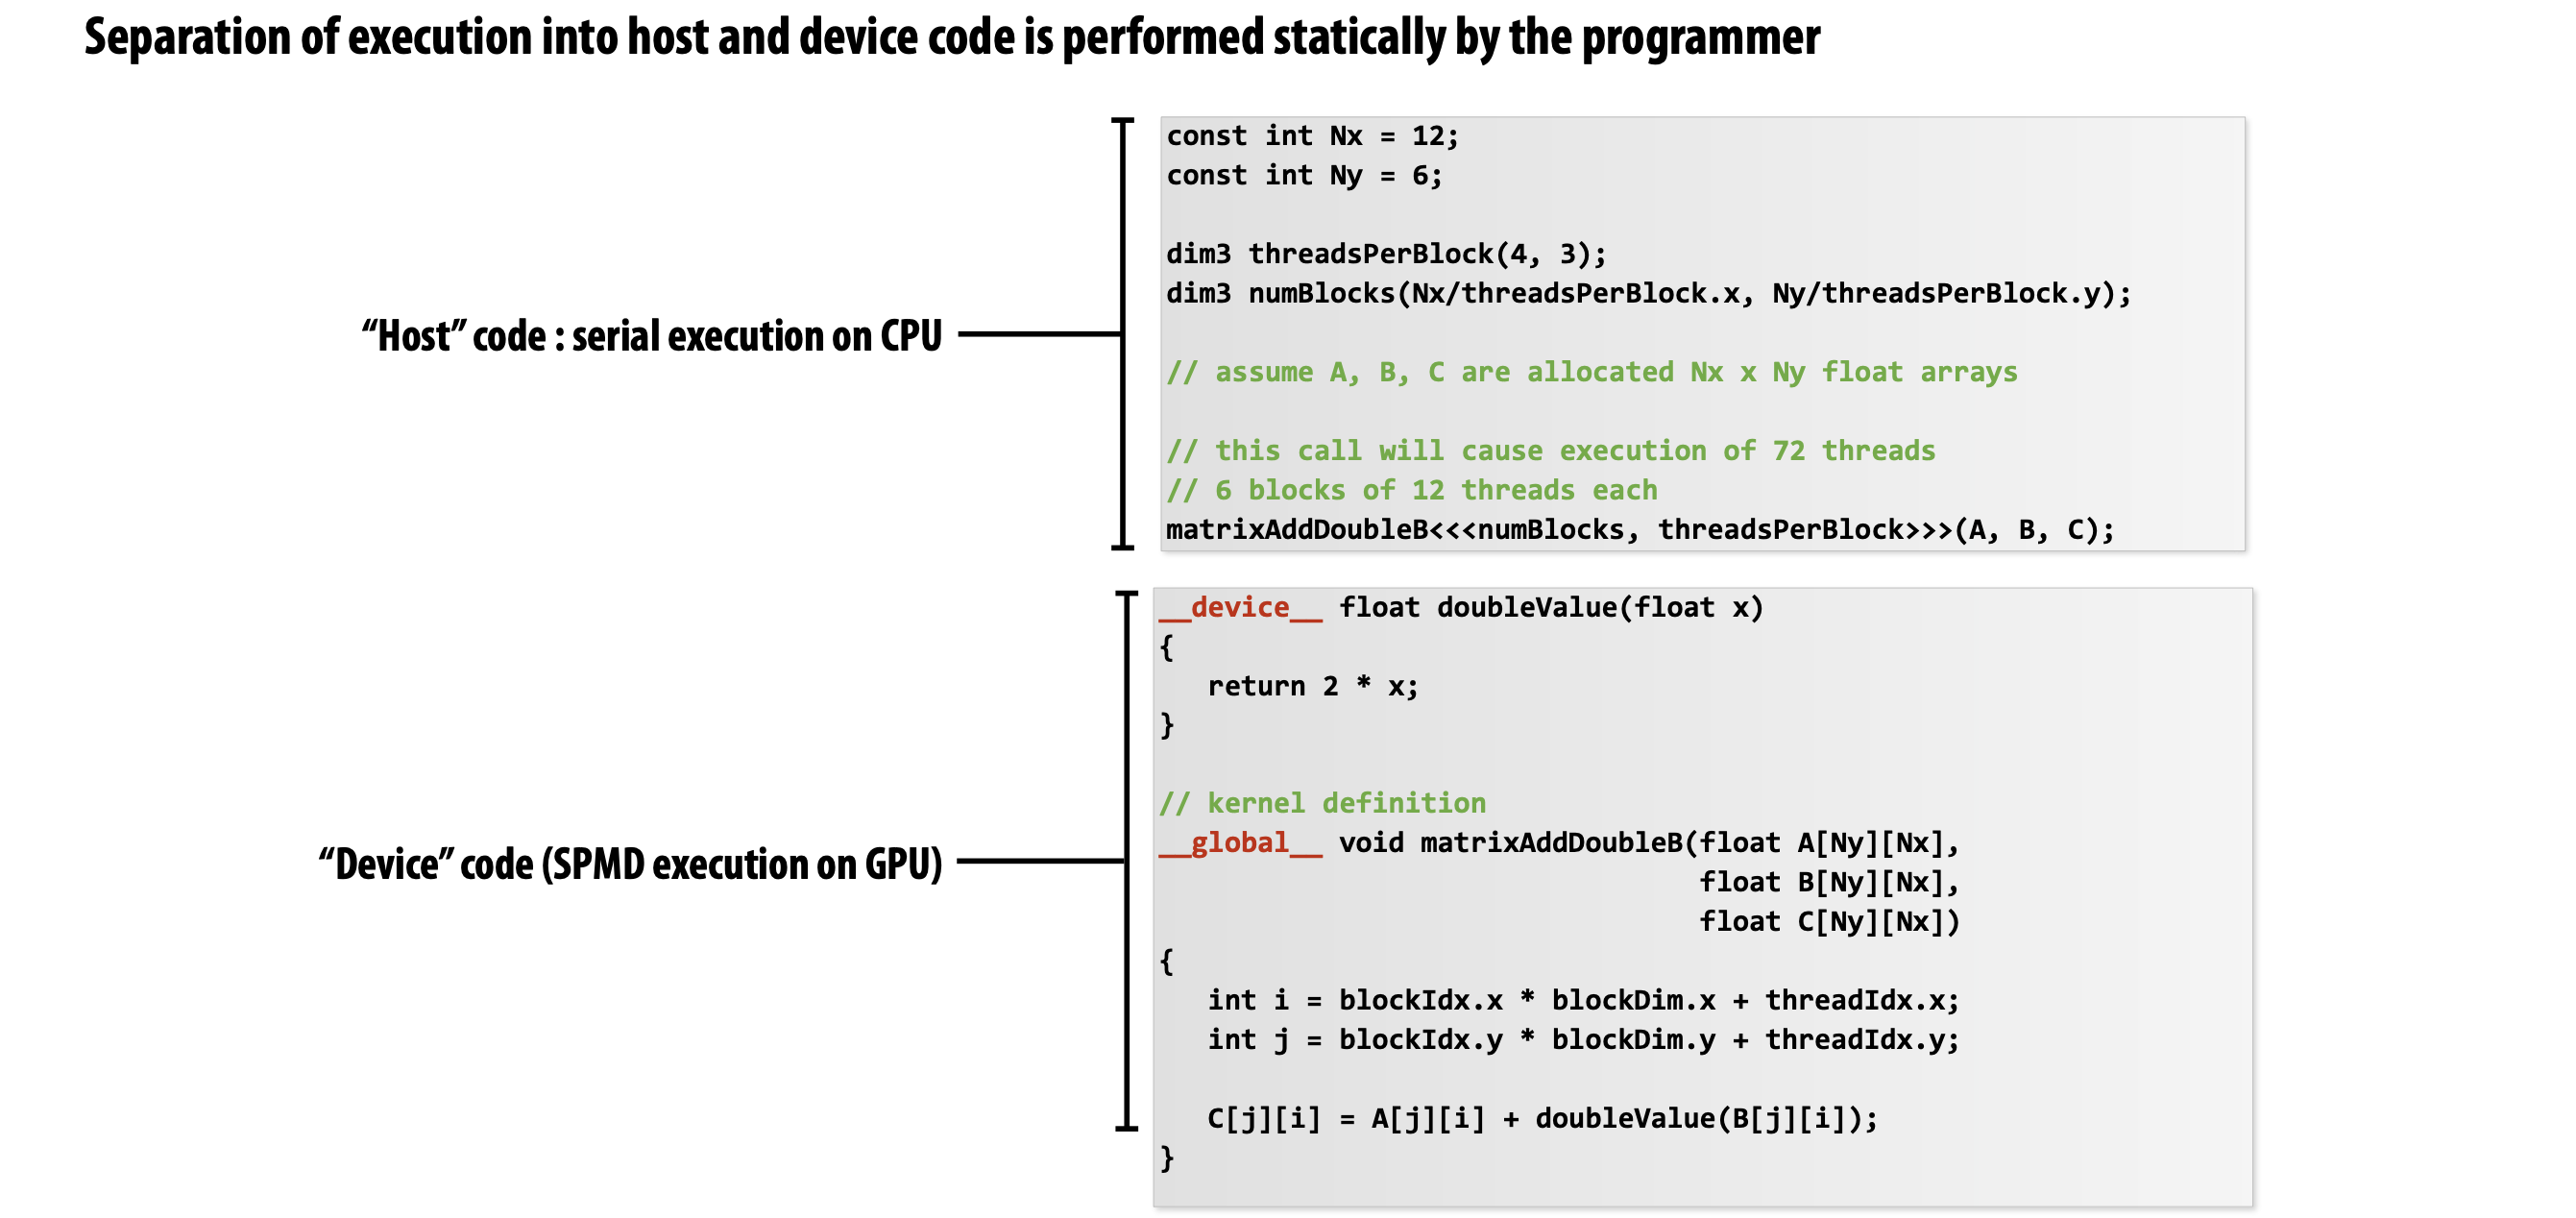 Separation of execution into host and device code is performed statically by the programmer
“Host” code : serial execution on CPU
const int Nx = 12;
const int Ny = 6;
dim3 threadsPerBlock(4, 3);
dim3 numBlocks(Nx/threadsPerBlock.x, Ny/threadsPerBlock.y);
// assume A, B, C are allocated Nx x Ny float arrays
// this call will cause execution of 72 threads
// 6 blocks of 12 threads each
matrixAddDoubleB<<<numBlocks, threadsPerBlock>>>(A, B, C);
“Device” code (SPMD execution on GPU)
__device__ float doubleValue(float x)
{
   return 2 * x;
}
// kernel definition
__global__ void matrixAddDoubleB(float A[Ny][Nx],
                                 float B[Ny][Nx],
                                 float C[Ny][Nx])
{
   int i = blockIdx.x * blockDim.x + threadIdx.x;
   int j = blockIdx.y * blockDim.y + threadIdx.y;
   C[j][i] = A[j][i] + doubleValue(B[j][i]);
}